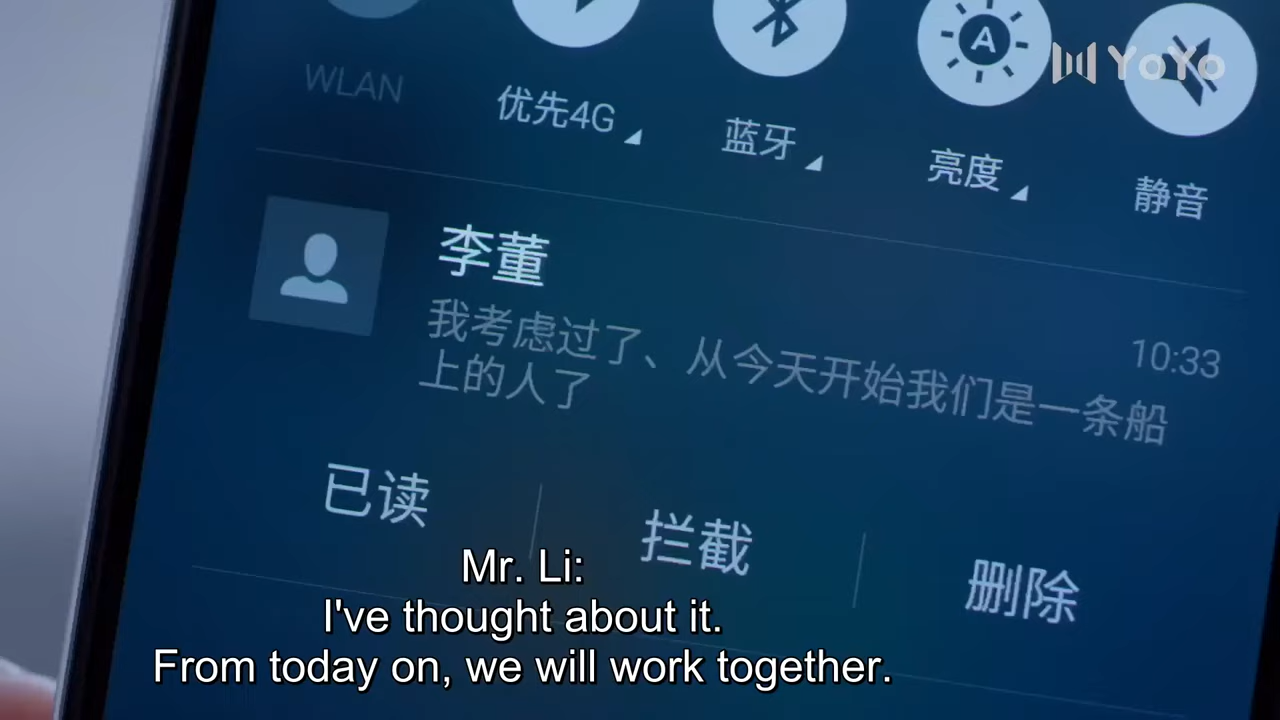 YoYo
WLAN
优先4G
蓝牙
亮度
A
静音
李董
10:33
我考虑过了、从今天开始我们是一条船
上的人了
已读
拦截
删除
Mr. Li:
I've thought about it.
From today on, we will work together.